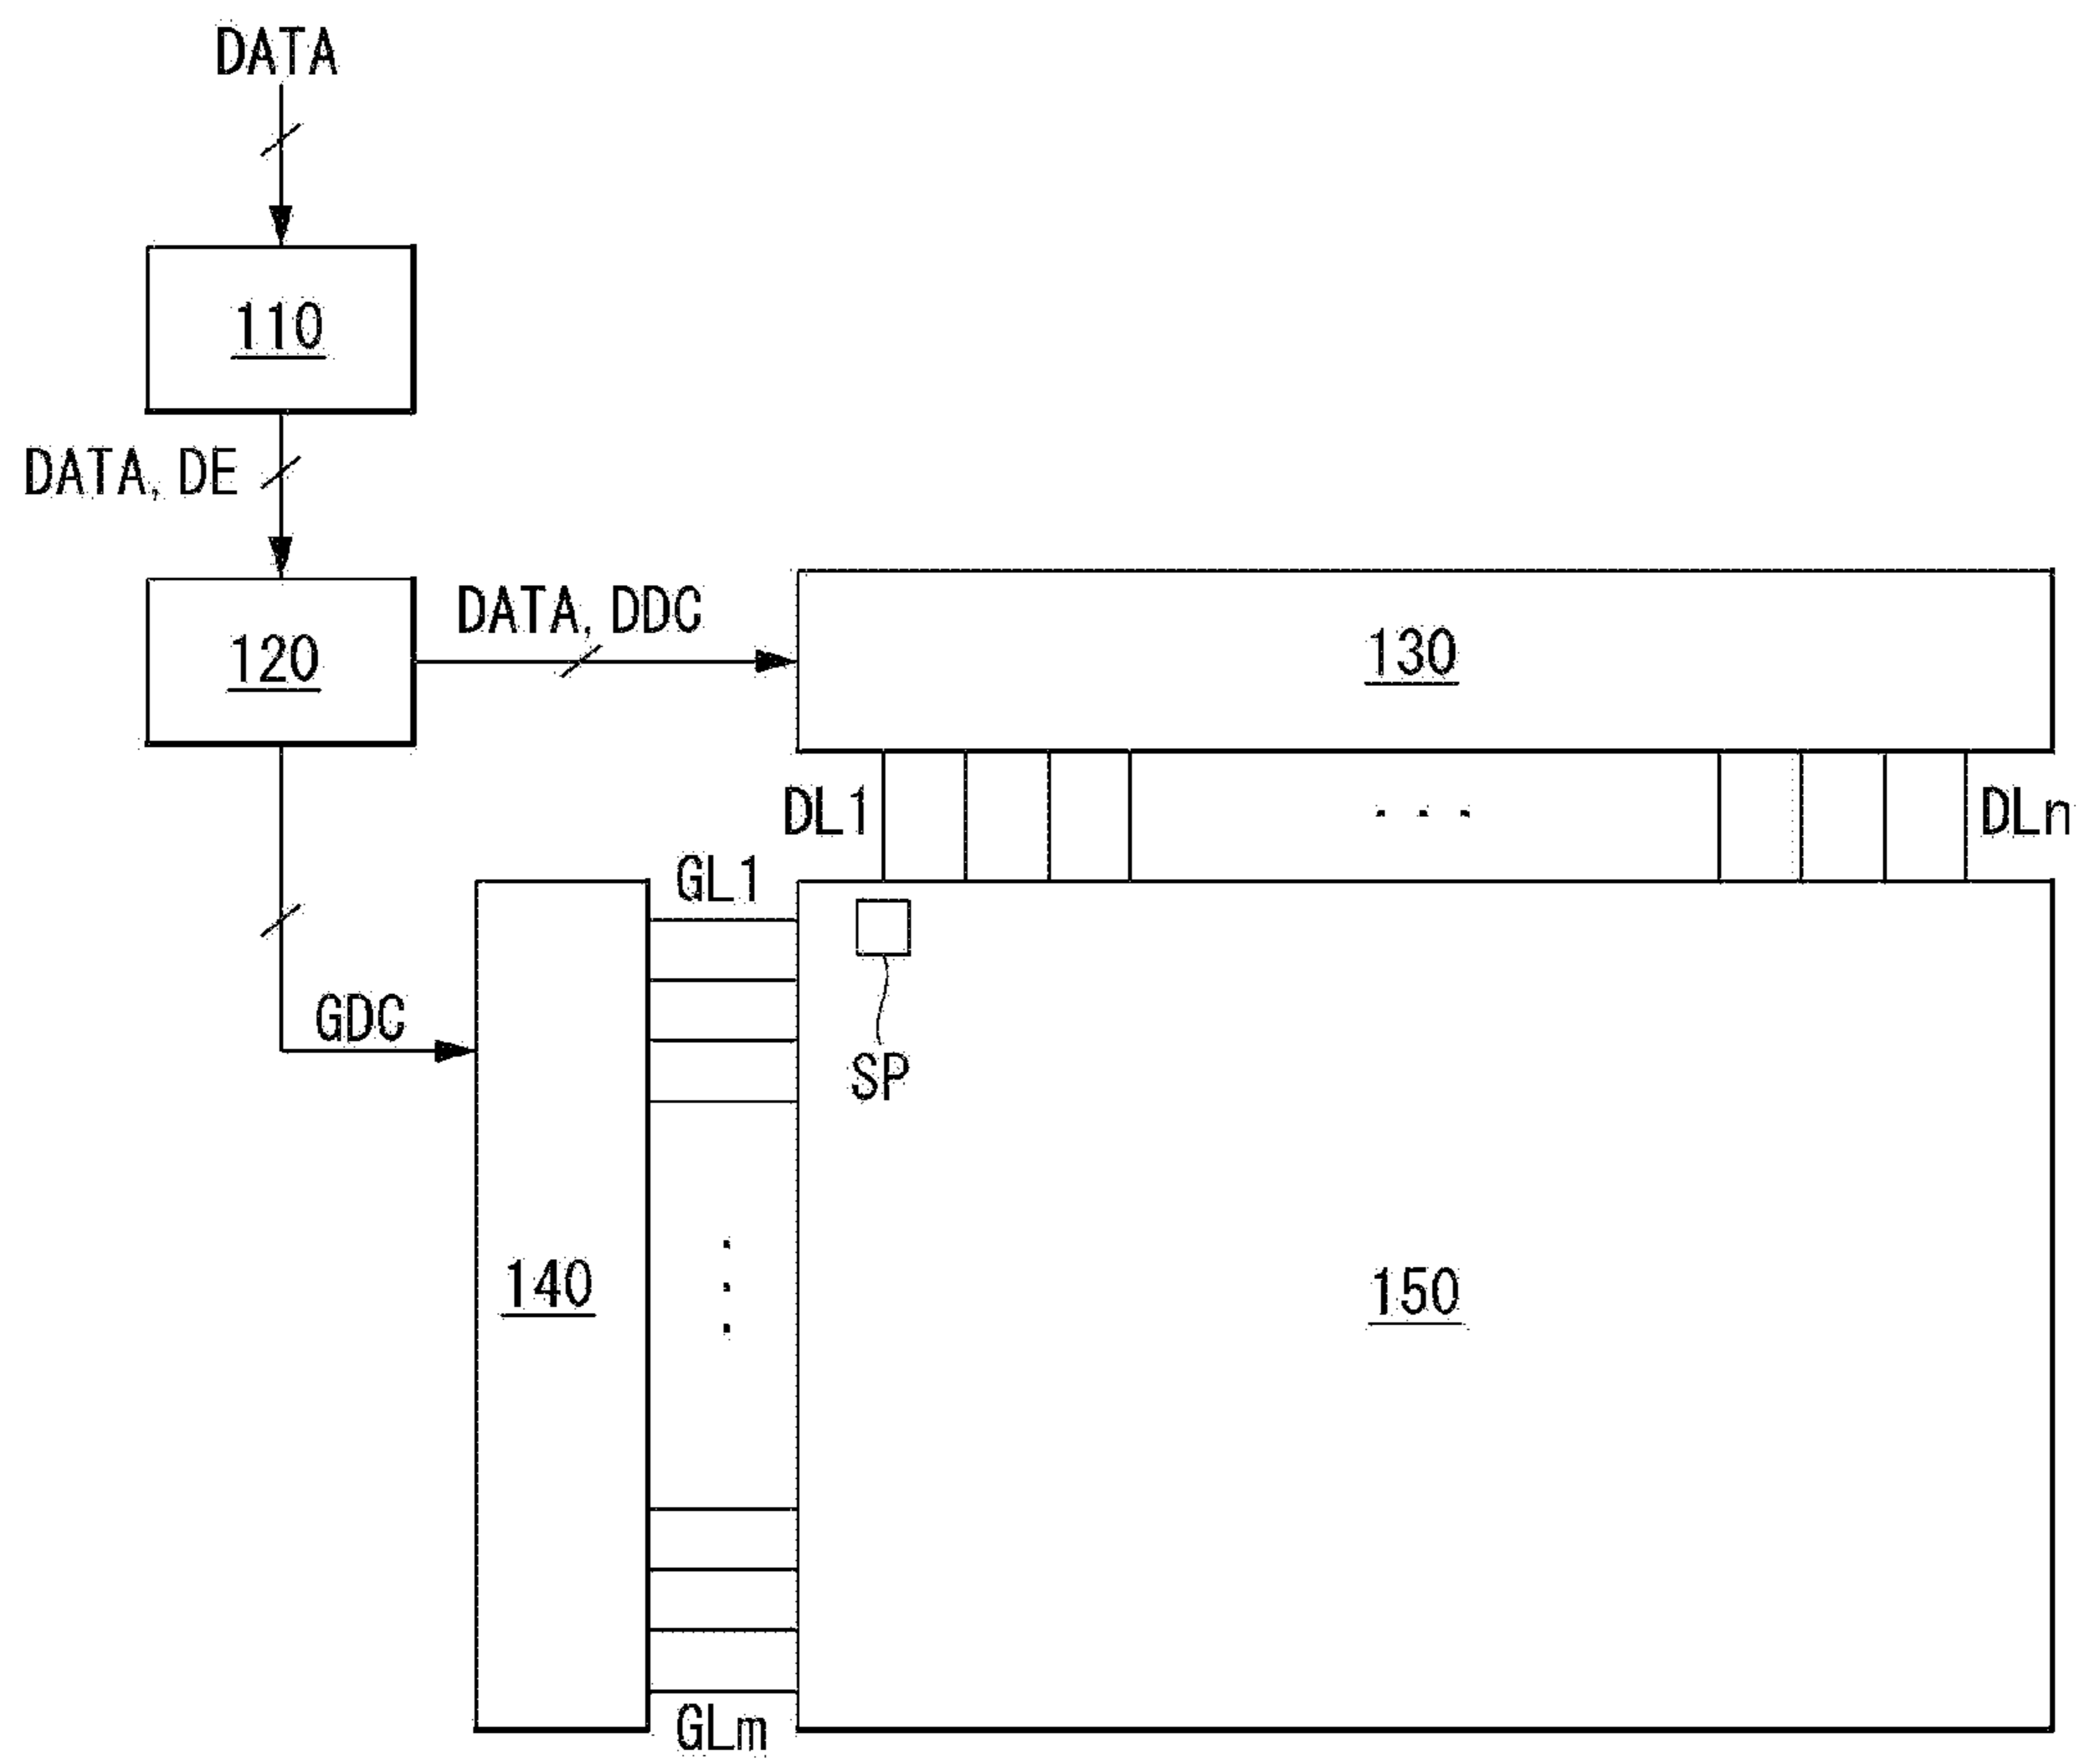 DATA
110
DATA, DE
120
DATA, DDC
130
DL1
DLn
GL1
SP
GDC
140
150
GLm